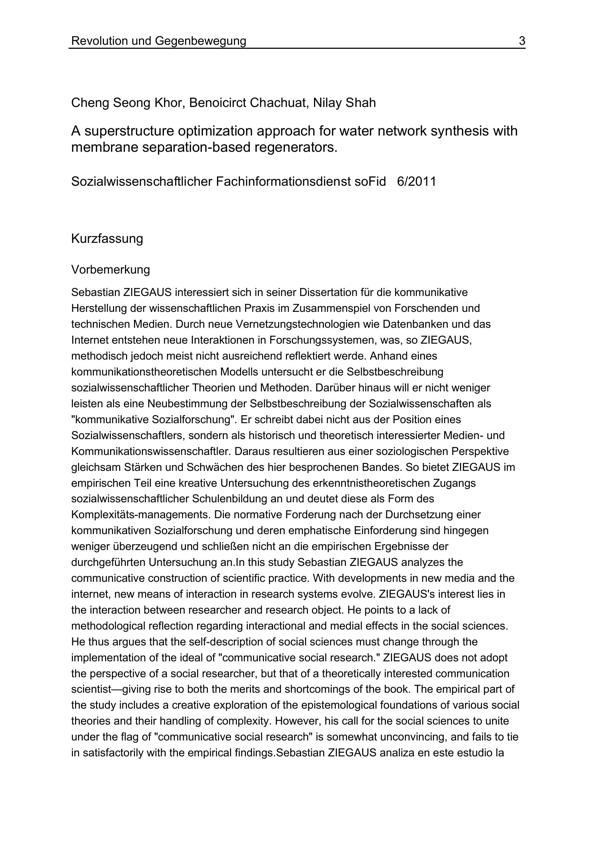 Revolution und Gegenbewegung 3
Cheng Seong Khor, Benoicirct Chachuat, Nilay Shah
A superstructure optimization approach for water network synthesis with
membrane separation-based regenerators.
Sozialwissenschaftlicher Fachinformationsdienst soFid 6/2011
Kurzfassung
Vorbemerkung
Sebastian ZIEGAUS interessiert sich in seiner Dissertation für die kommunikative
Herstellung der wissenschaftlichen Praxis im Zusammenspiel von Forschenden und
technischen Medien. Durch neue Vernetzungstechnologien wie Datenbanken und das
Internet entstehen neue Interaktionen in Forschungssystemen, was, so ZIEGAUS,
methodisch jedoch meist nicht ausreichend reflektiert werde. Anhand eines
kommunikationstheoretischen Modells untersucht er die Selbstbeschreibung
sozialwissenschaftlicher Theorien und Methoden. Darüber hinaus will er nicht weniger
leisten als eine Neubestimmung der Selbstbeschreibung der Sozialwissenschaften als
"kommunikative Sozialforschung". Er schreibt dabei nicht aus der Position eines
Sozialwissenschaftlers, sondern als historisch und theoretisch interessierter Medien- und
Kommunikationswissenschaftler. Daraus resultieren aus einer soziologischen Perspektive
gleichsam Stärken und Schwächen des hier besprochenen Bandes. So bietet ZIEGAUS im
empirischen Teil eine kreative Untersuchung des erkenntnistheoretischen Zugangs
sozialwissenschaftlicher Schulenbildung an und deutet diese als Form des
Komplexitäts-managements. Die normative Forderung nach der Durchsetzung einer
kommunikativen Sozialforschung und deren emphatische Einforderung sind hingegen
weniger überzeugend und schließen nicht an die empirischen Ergebnisse der
durchgeführten Untersuchung an.In this study Sebastian ZIEGAUS analyzes the
communicative construction of scientific practice. With developments in new media and the
internet, new means of interaction in research systems evolve. ZIEGAUS's interest lies in
the interaction between researcher and research object. He points to a lack of
methodological reflection regarding interactional and medial effects in the social sciences.
He thus argues that the self-description of social sciences must change through the
implementation of the ideal of "communicative social research." ZIEGAUS does not adopt
the perspective of a social researcher, but that of a theoretically interested communication
scientist—giving rise to both the merits and shortcomings of the book. The empirical part of
the study includes a creative exploration of the epistemological foundations of various social
theories and their handling of complexity. However, his call for the social sciences to unite
under the flag of "communicative social research" is somewhat unconvincing, and fails to tie
in satisfactorily with the empirical findings.Sebastian ZIEGAUS analiza en este estudio la